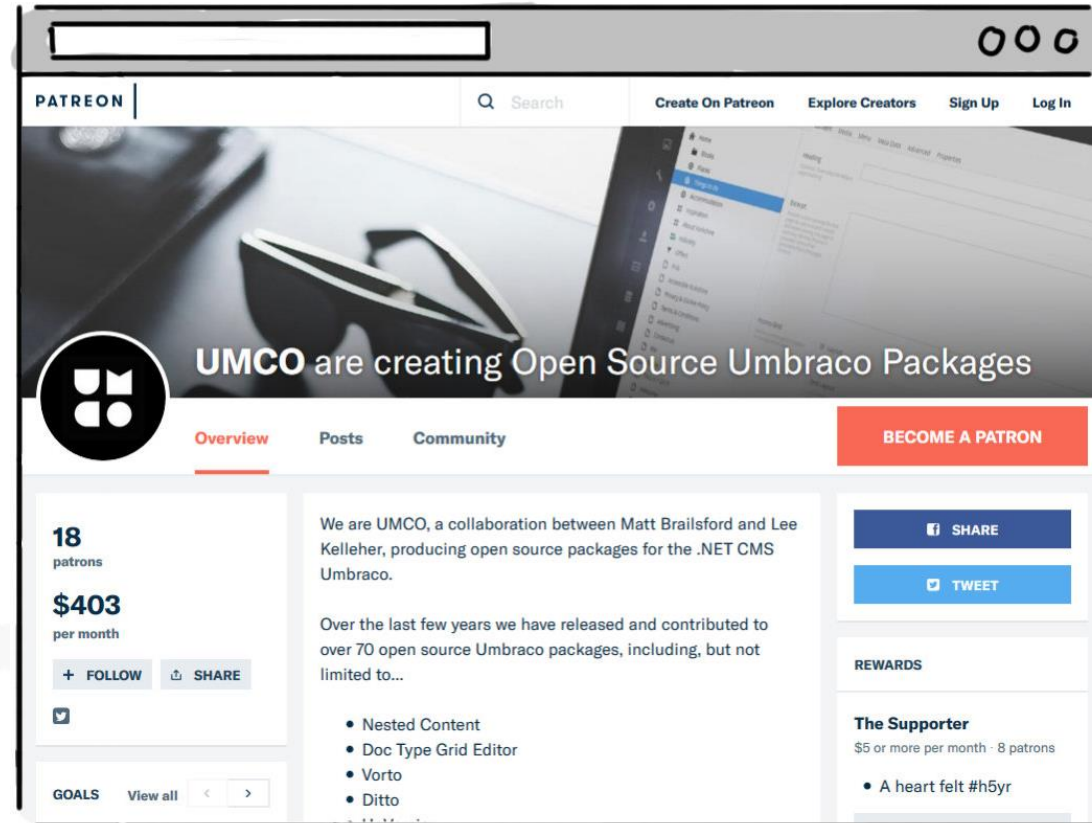 PATREON
Search
Create On Patreon
Explore Creators
Sign Up
Log In
Home
UMCO are creating Open Source Umbraco Packages
UM
CO
Overview
Posts
Community
BECOME A PATRON
18
patrons
$403
per month
+ FOLLOW
SHARE
GOALS
View all
We are UMCO, a collaboration between Matt Brailsford and Lee
Kelleher, producing open source packages for the .NET CMS
Umbraco.
Over the last few years we have released and contributed to
over 70 open source Umbraco packages, including, but not
limited to...
• Nested Content
• Doc Type Grid Editor
• Vorto
• Ditto
SHARE
TWEET
REWARDS
The Supporter
$5 or more per month · 8 patrons
• A heart felt #h5yr